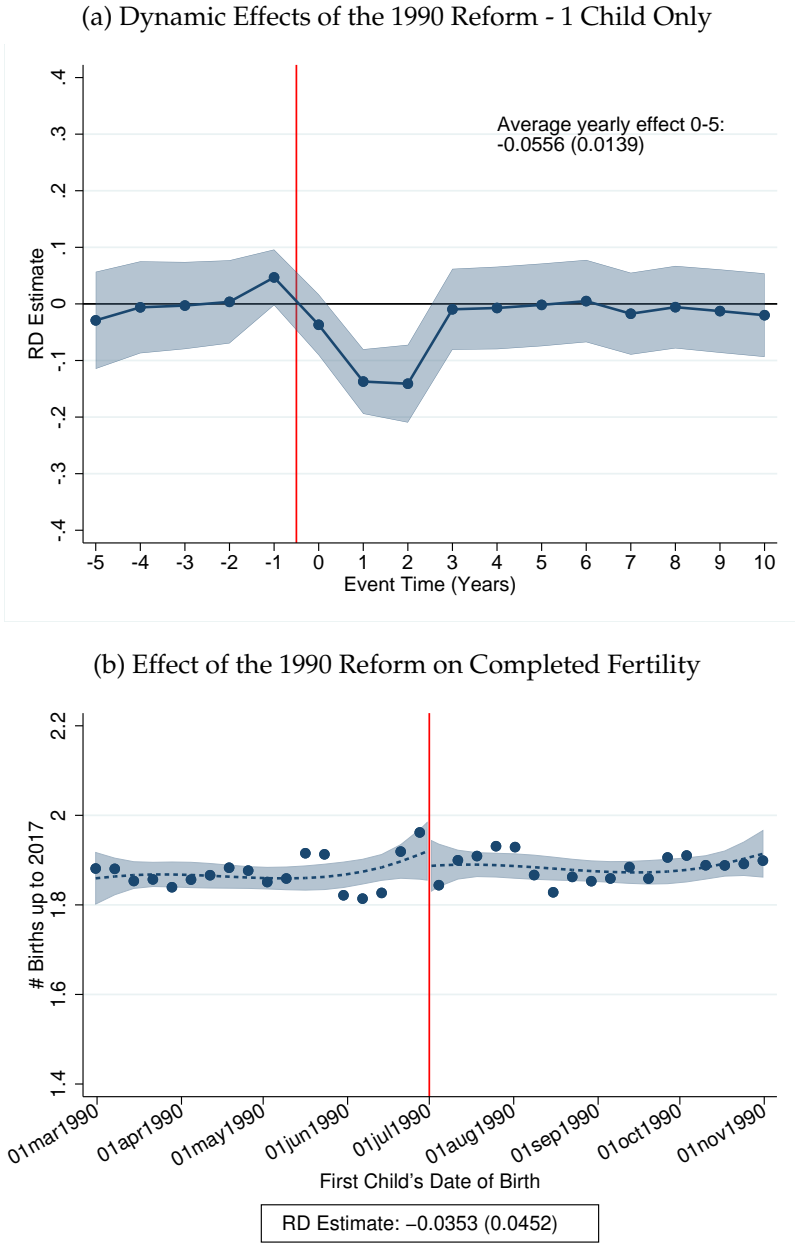 (a) Dynamic Effects of the 1990 Reform - 1 Child Only
.4
.3
.2
.1
0
-.1
-.2
-.3
-.4
RD Estimate
Average yearly effect 0-5:
-0.0556 (0.0139)
-5 -4 -3 -2 -1 0 1 2 3 4 5 6 7 8 9 10
Event Time (Years)
(b) Effect of the 1990 Reform on Completed Fertility
2.2
2
1.8
1.6
1.4
# Births up to 2017
01mar1990 01apr1990 01may1990 01jun1990 01jul1990 01aug1990 01sep1990 01oct1990 01nov1990
First Child's Date of Birth
RD Estimate: −0.0353 (0.0452)